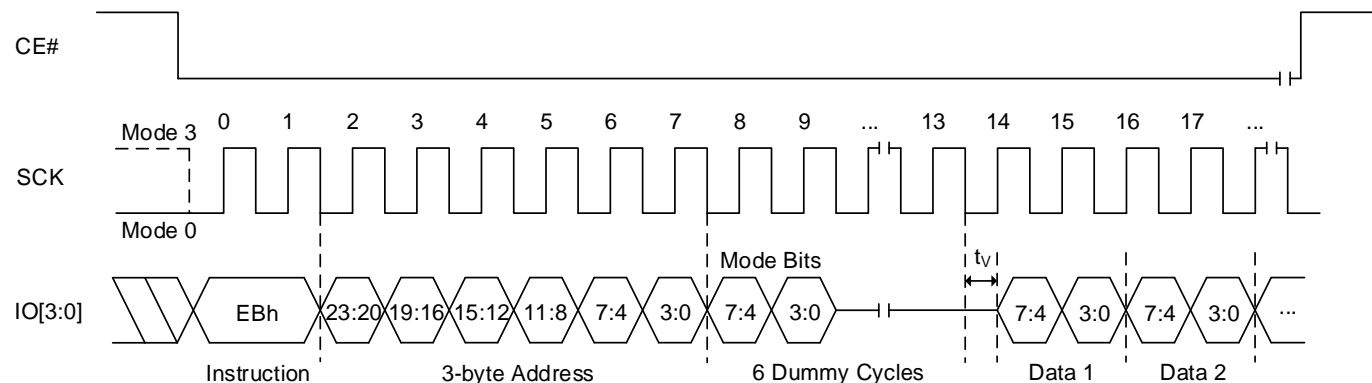 CE#
0 1 2 3 4 5 6 7 8 9 ... 13 14 15 16 17 ...
Mode 3
SCK
Mode 0
Mode Bits
tV
IO[3:0] EBh 23:20 19:16 15:12 11:8 7:4 3:0 7:4 3:0 7:4 3:0 7:4 3:0 ...
Instruction 3-byte Address 6 Dummy Cycles Data 1 Data 2